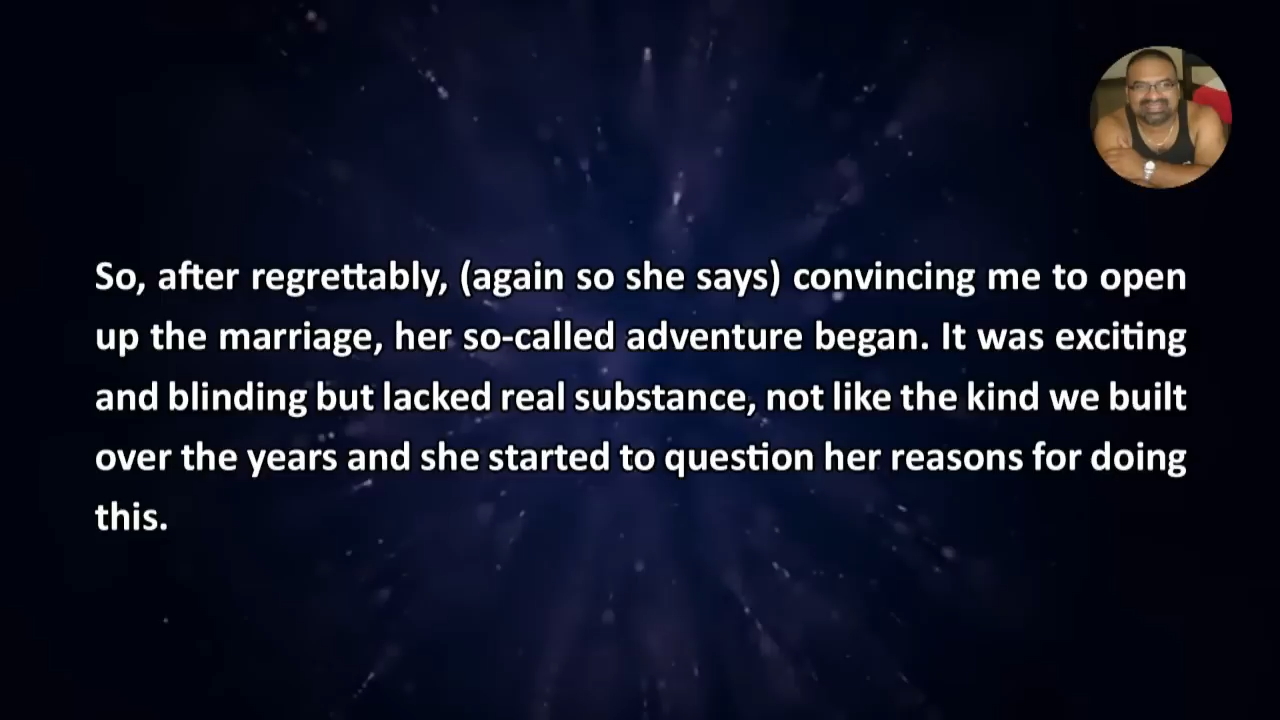 So, after regrettably, (again so she says) convincing me to open
up the marriage, her so-called adventure began. It was exciting
and blinding but lacked real substance, not like the kind we built
over the years and she started to question her reasons for doing
this.